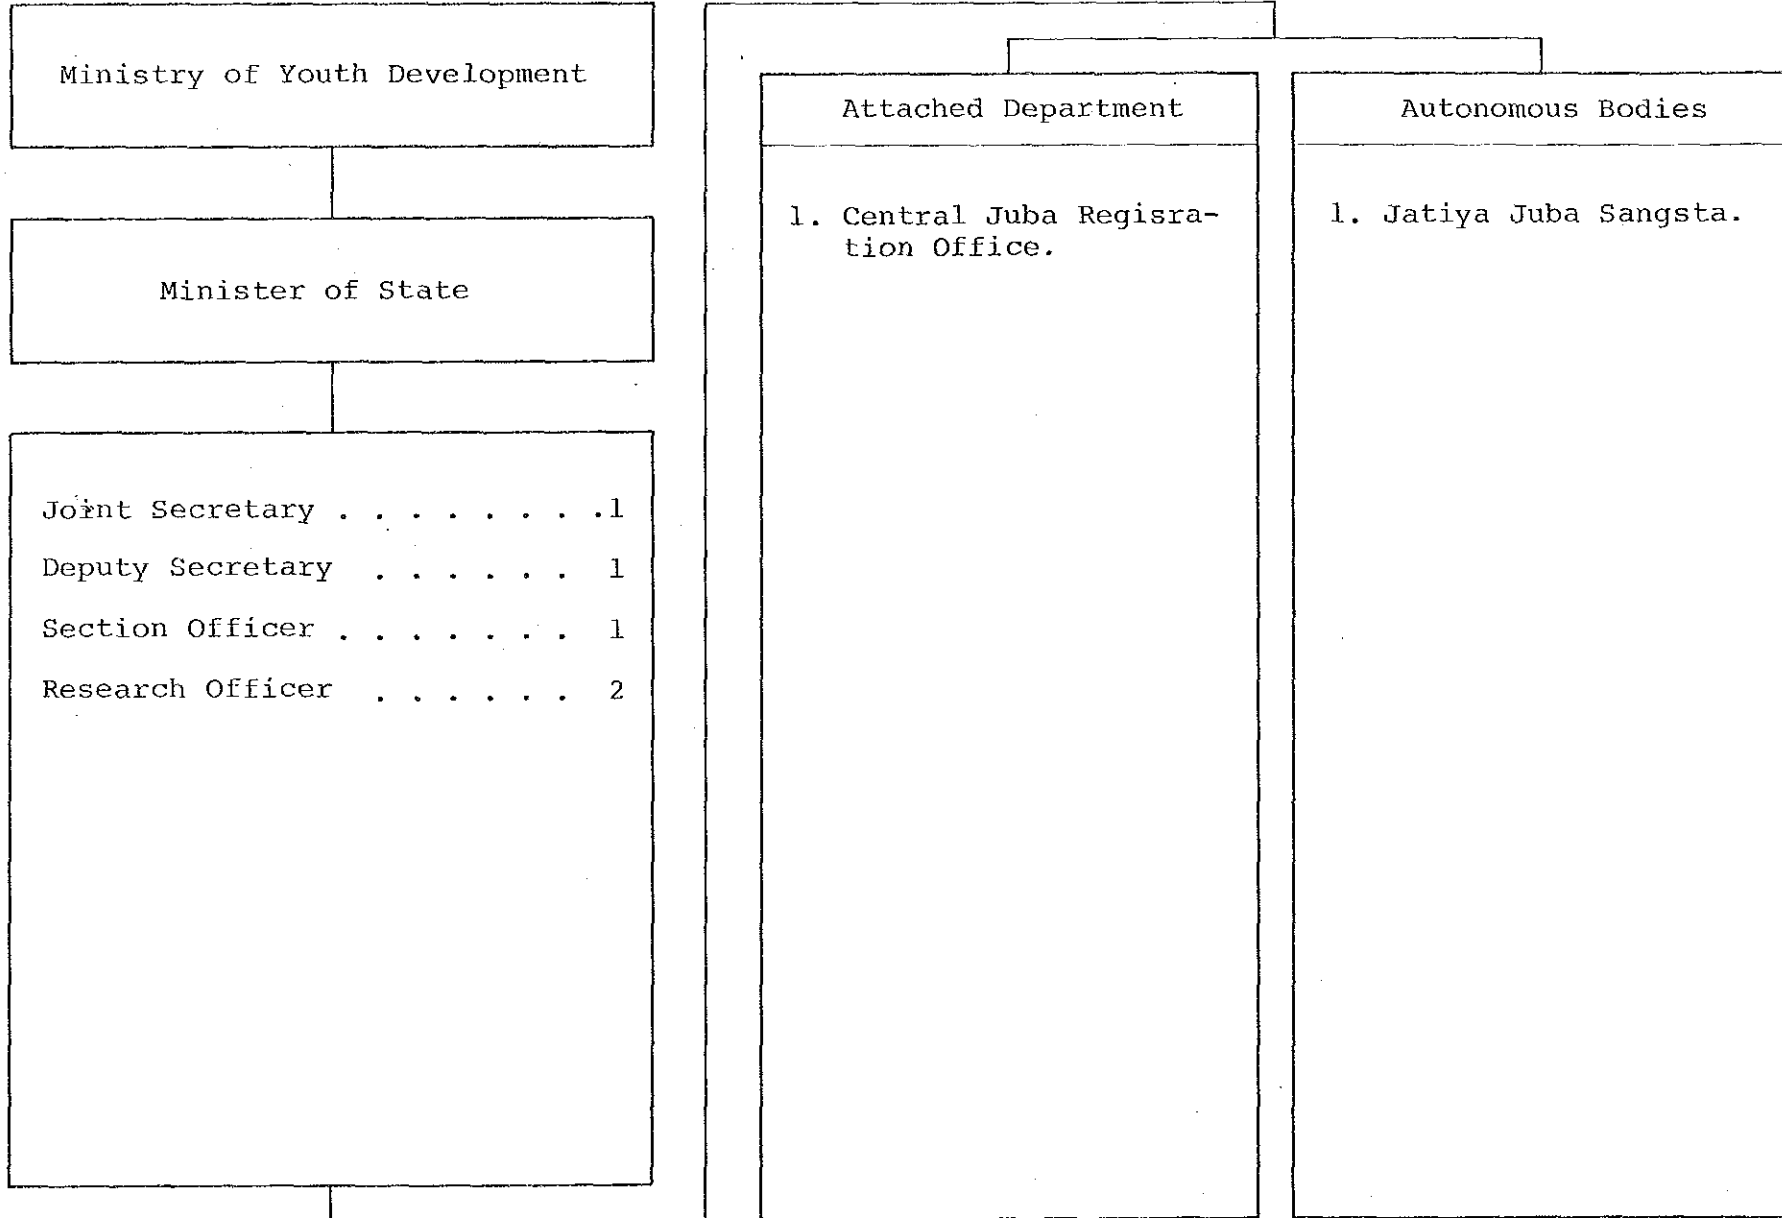 Ministry of Youth Development
Minister of State
Joint Secretary . . . . . . . .1
Deputy Secretary . . . . . . 1
Section Officer . . . . . . . 1
Research Officer . . . . . . 2
Attached Department
1. Central Juba Regisra-
tion Office.
Autonomous Bodies
1. Jatiya Juba Sangsta.